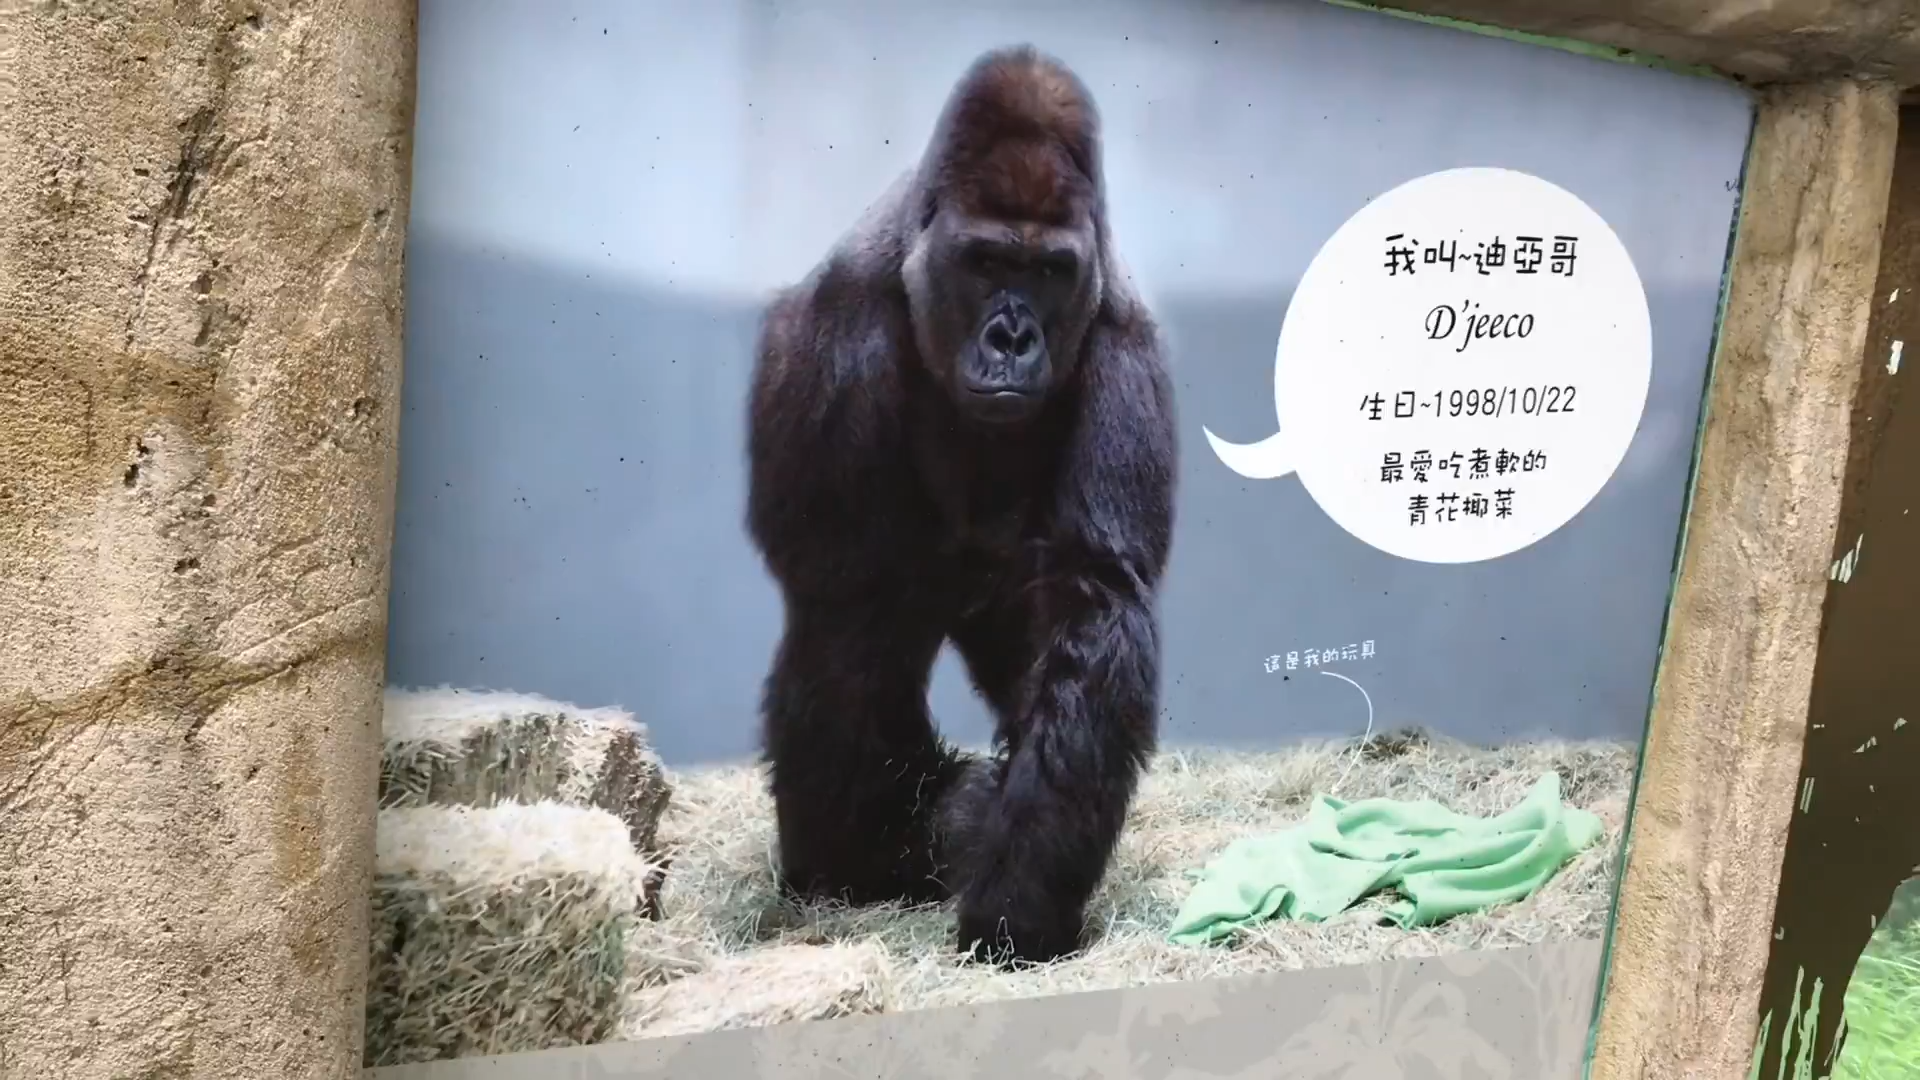 我叫~迪亞哥
D'jeeco
生日~1998/10/22
最愛吃煮軟的
青花椰菜
這是我的玩具